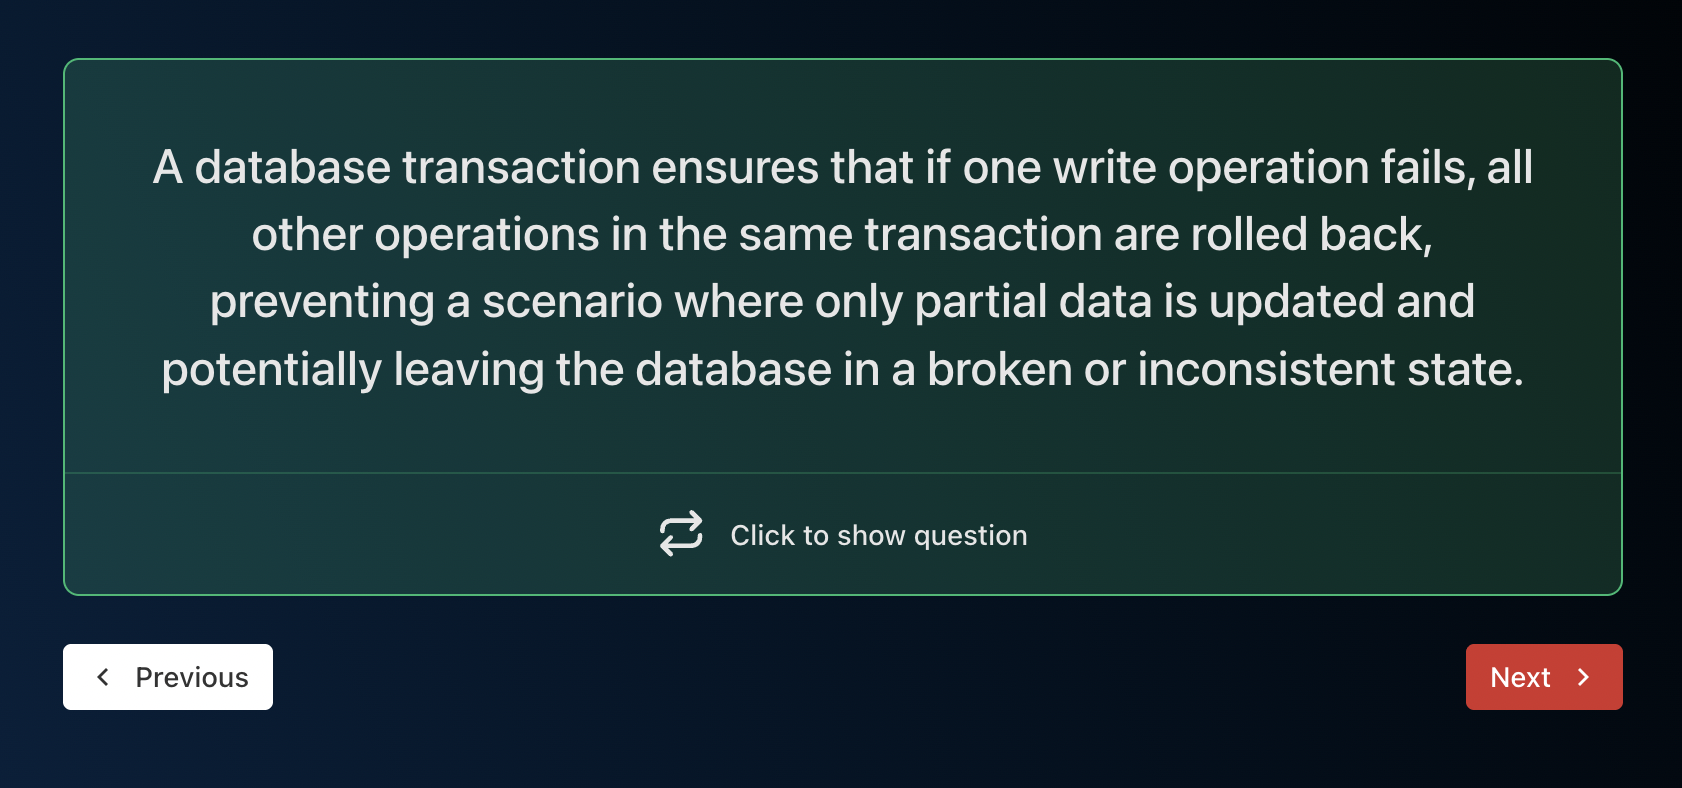 A database transaction ensures that if one write operation fails, all
other operations in the same transaction are rolled back,
preventing a scenario where only partial data is updated and
potentially leaving the database in a broken or inconsistent state.
Click to show question
Previous
Next